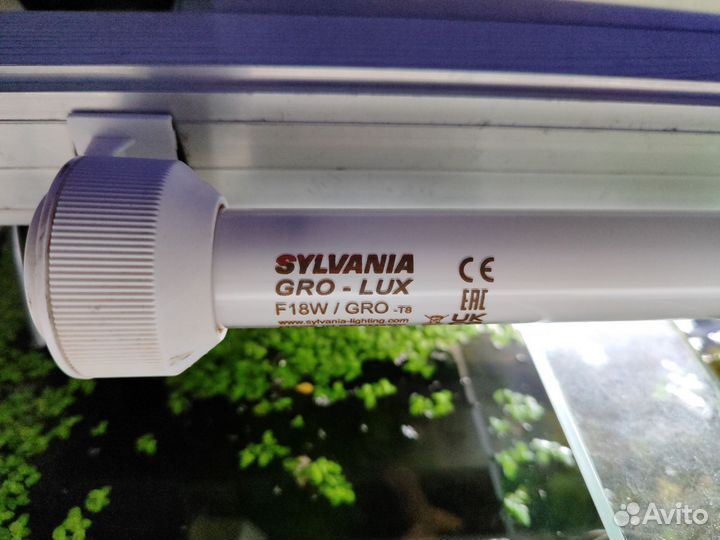 SYLVANIA
GRO - LUX
F18W / GRO -T8
www.sylvania-lighting.com
CE
EAC
UK
Avito